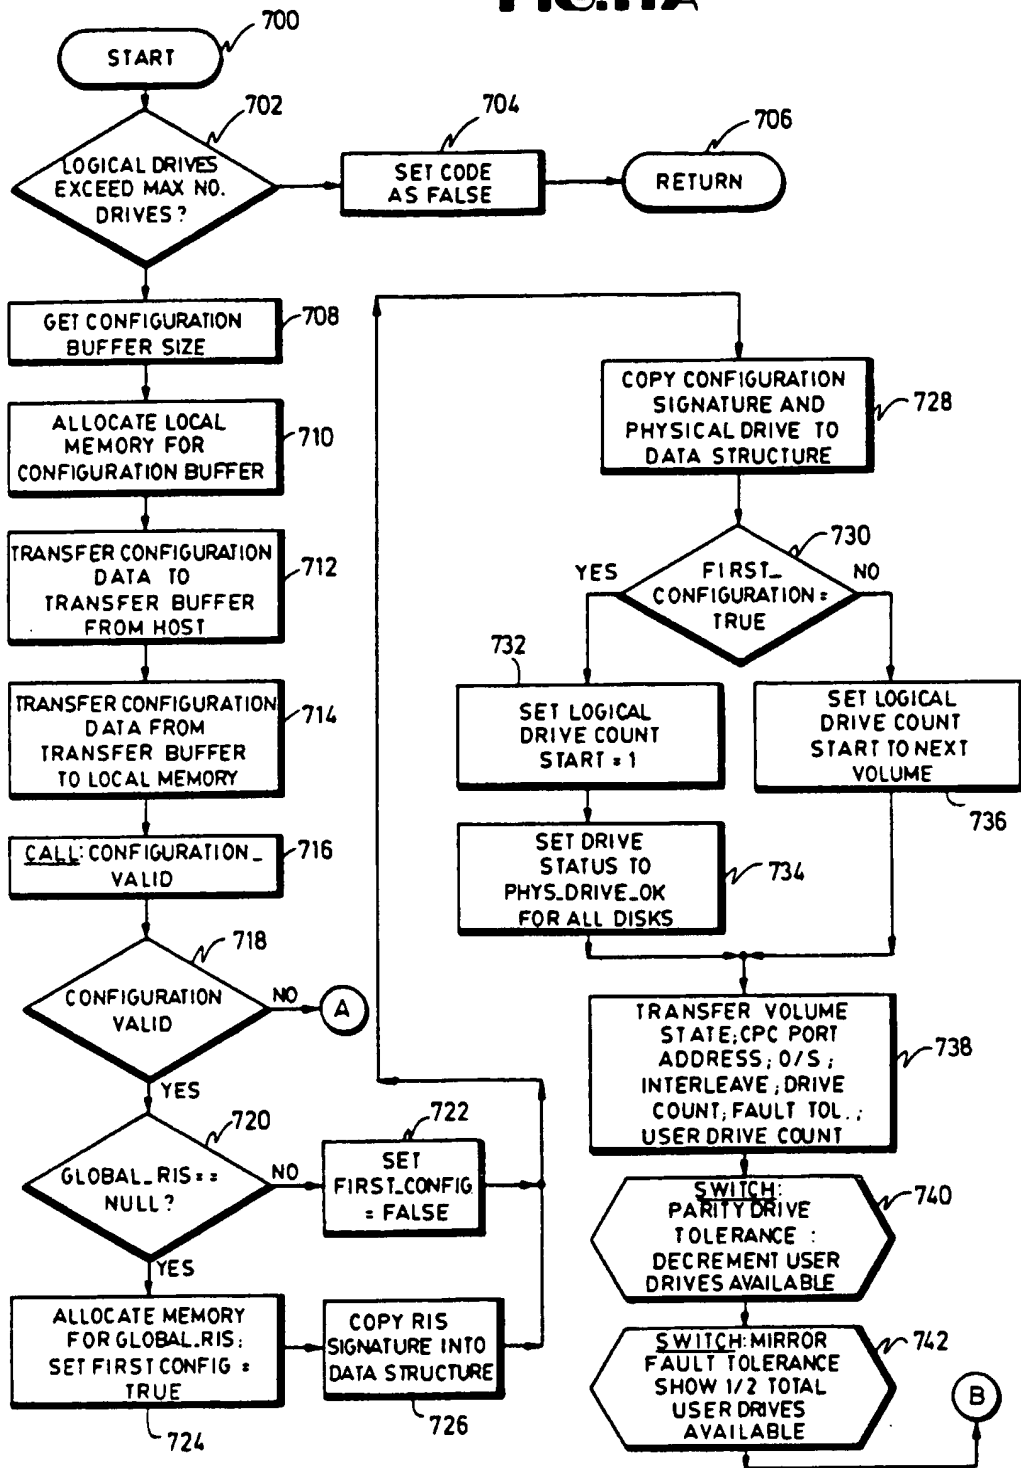 FIG. 11A
700
START
702
LOGICAL DRIVES
EXCEED MAX NO.
DRIVES?
704
SET CODE
AS FALSE
706
RETURN
GET CONFIGURATION
BUFFER SIZE
708
ALLOCATE LOCAL
MEMORY FOR
CONFIGURATION BUFFER
710
TRANSFER CONFIGURATION
DATA TO
TRANSFER BUFFER
FROM HOST
712
TRANSFER CONFIGURATION
DATA FROM
TRANSFER BUFFER
TO LOCAL MEMORY
714
CALL: CONFIGURATION_
VALID
716
718
CONFIGURATION
VALID
NO
A
YES
720
GLOBAL_RIS==
NULL?
NO
722
SET
FIRST_CONFIG
= FALSE
YES
ALLOCATE MEMORY
FOR GLOBAL_RIS;
SET FIRST CONFIG =
TRUE
724
COPY RIS
SIGNATURE INTO
DATA STRUCTURE
726
COPY CONFIGURATION
SIGNATURE AND
PHYSICAL DRIVE TO
DATA STRUCTURE
728
730
YES
FIRST_
CONFIGURATION=
TRUE
NO
732
SET LOGICAL
DRIVE COUNT
START = 1
SET DRIVE
STATUS TO
PHYS_DRIVE_OK
FOR ALL DISKS
734
SET LOGICAL
DRIVE COUNT
START TO NEXT
VOLUME
736
TRANSFER VOLUME
STATE; CPC PORT
ADDRESS; O/S;
INTERLEAVE; DRIVE
COUNT; FAULT TOL.;
USER DRIVE COUNT
738
SWITCH:
PARITY DRIVE
TOLERANCE :
DECREMENT USER
DRIVES AVAILABLE
740
SWITCH: MIRROR
FAULT TOLERANCE
SHOW 1/2 TOTAL
USER DRIVES
AVAILABLE
742
B